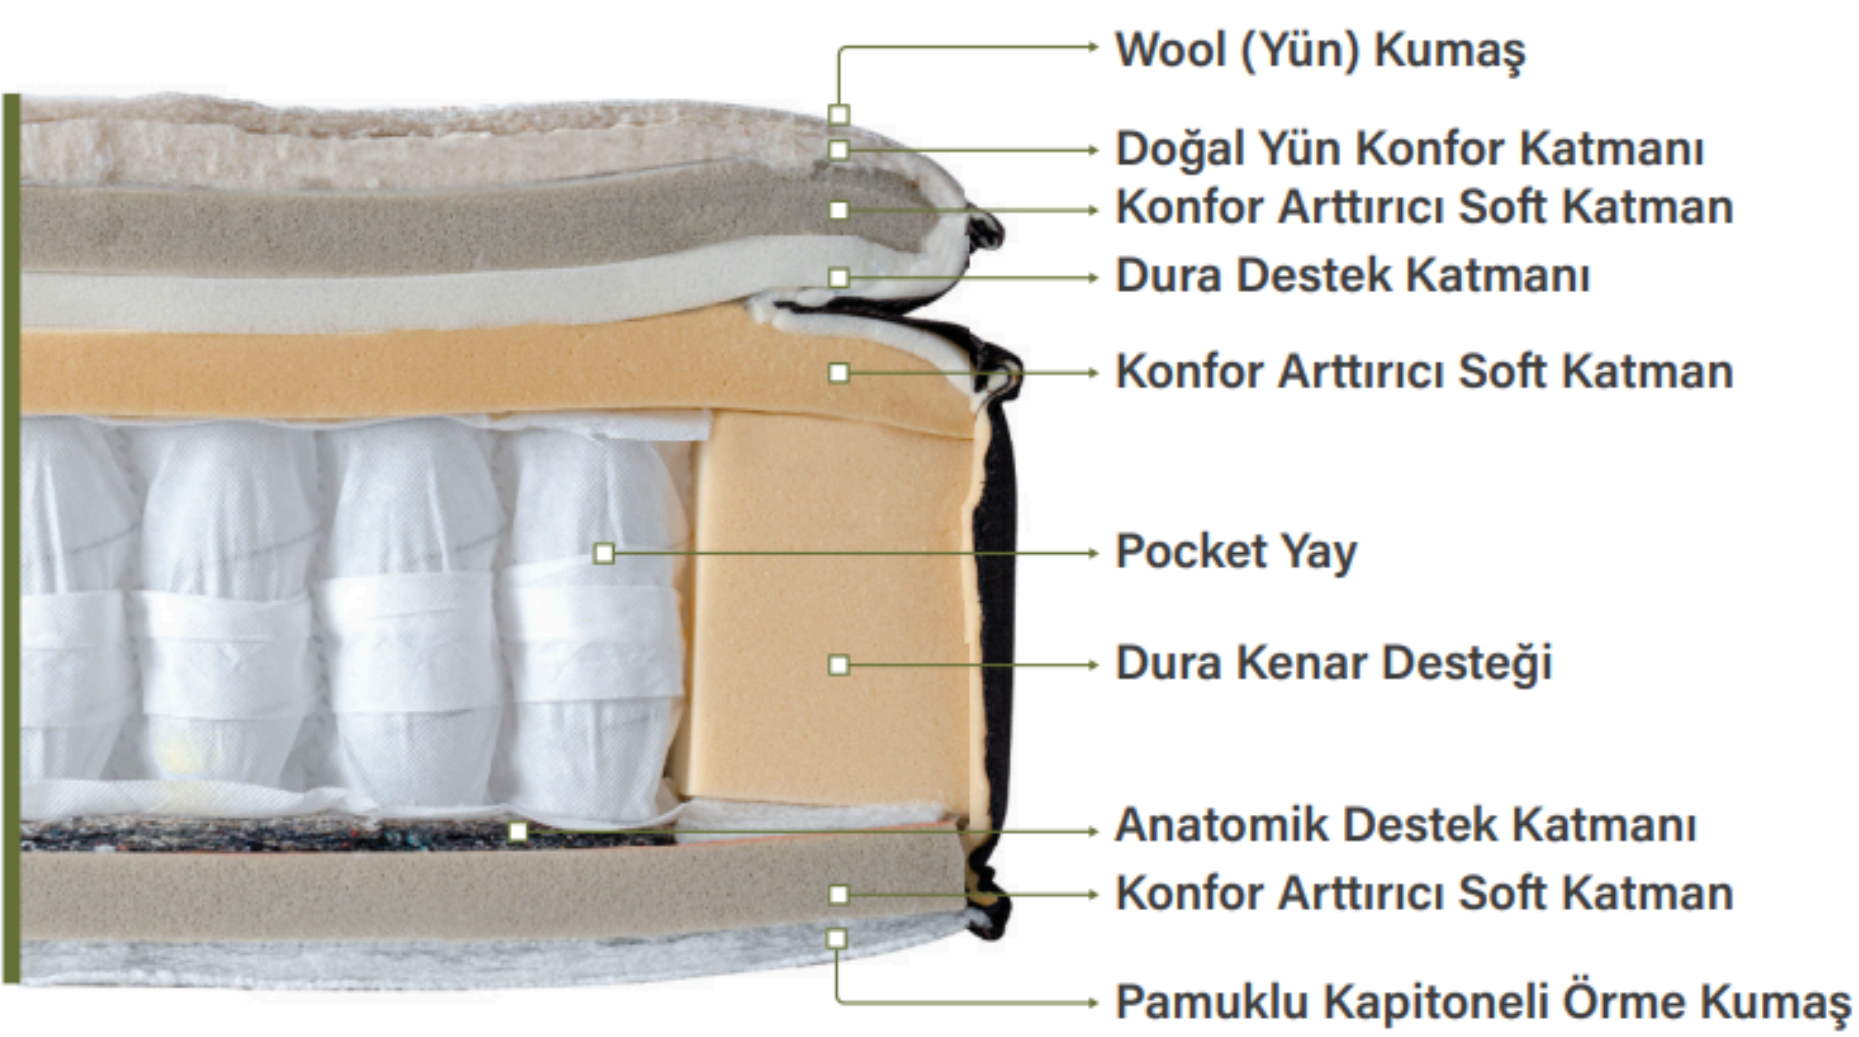 Wool (Yün) Kumaş
Doğal Yün Konfor Katmanı
Konfor Arttırıcı Soft Katman
Dura Destek Katmanı
Konfor Arttırıcı Soft Katman
Pocket Yay
Dura Kenar Desteği
Anatomik Destek Katmanı
Konfor Arttırıcı Soft Katman
Pamuklu Kapitoneli Örme Kumaş